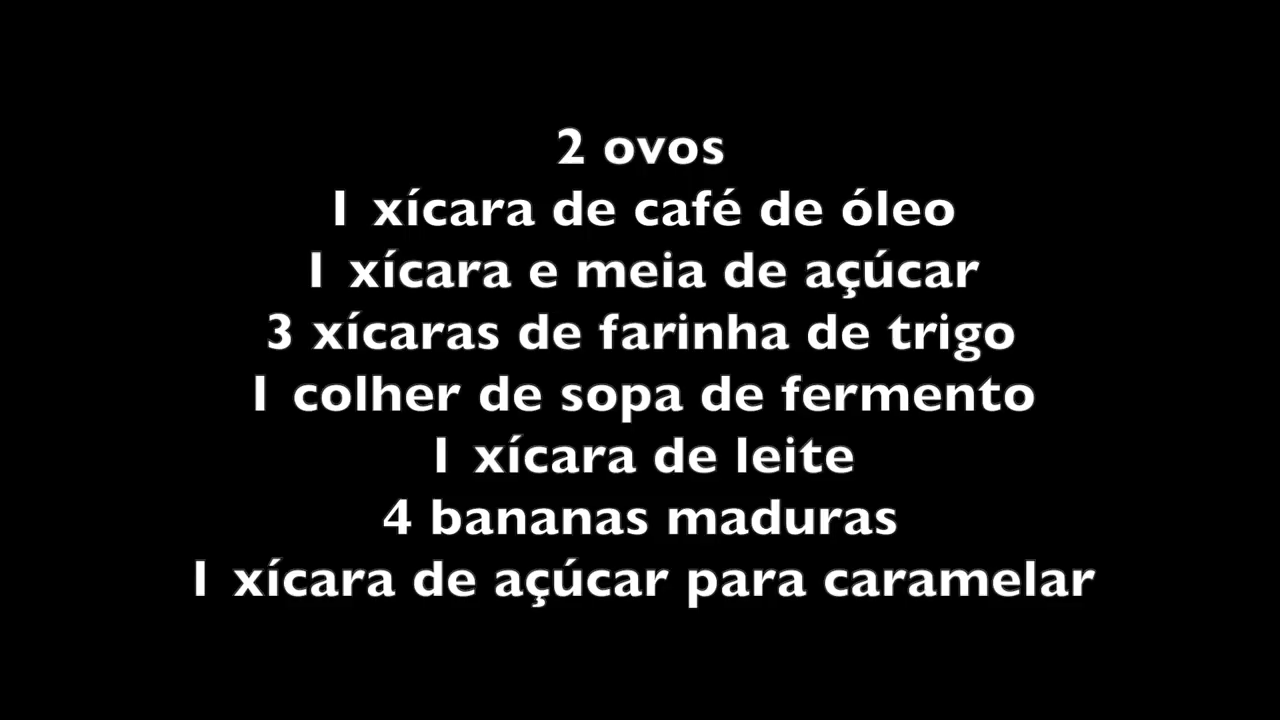 2 ovos
1 xícara de café de óleo
1 xícara e meia de açúcar
3 xícaras de farinha de trigo
1 colher de sopa de fermento
1 xícara de leite
4 bananas maduras
1 xícara de açúcar para caramelar